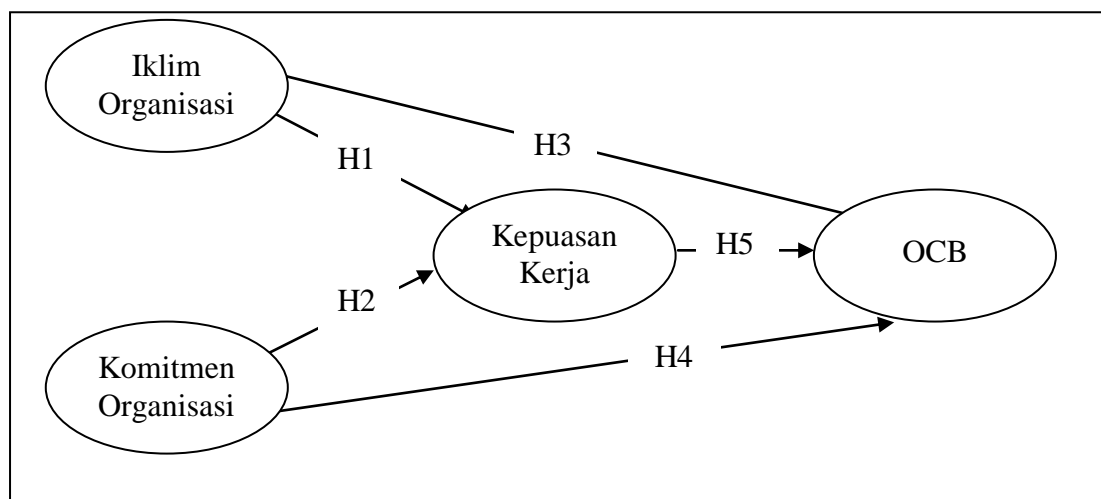 Iklim
Organisasi
H3
H1
Kepuasan
Kerja
H5
OCB
H2
H4
Komitmen
Organisasi